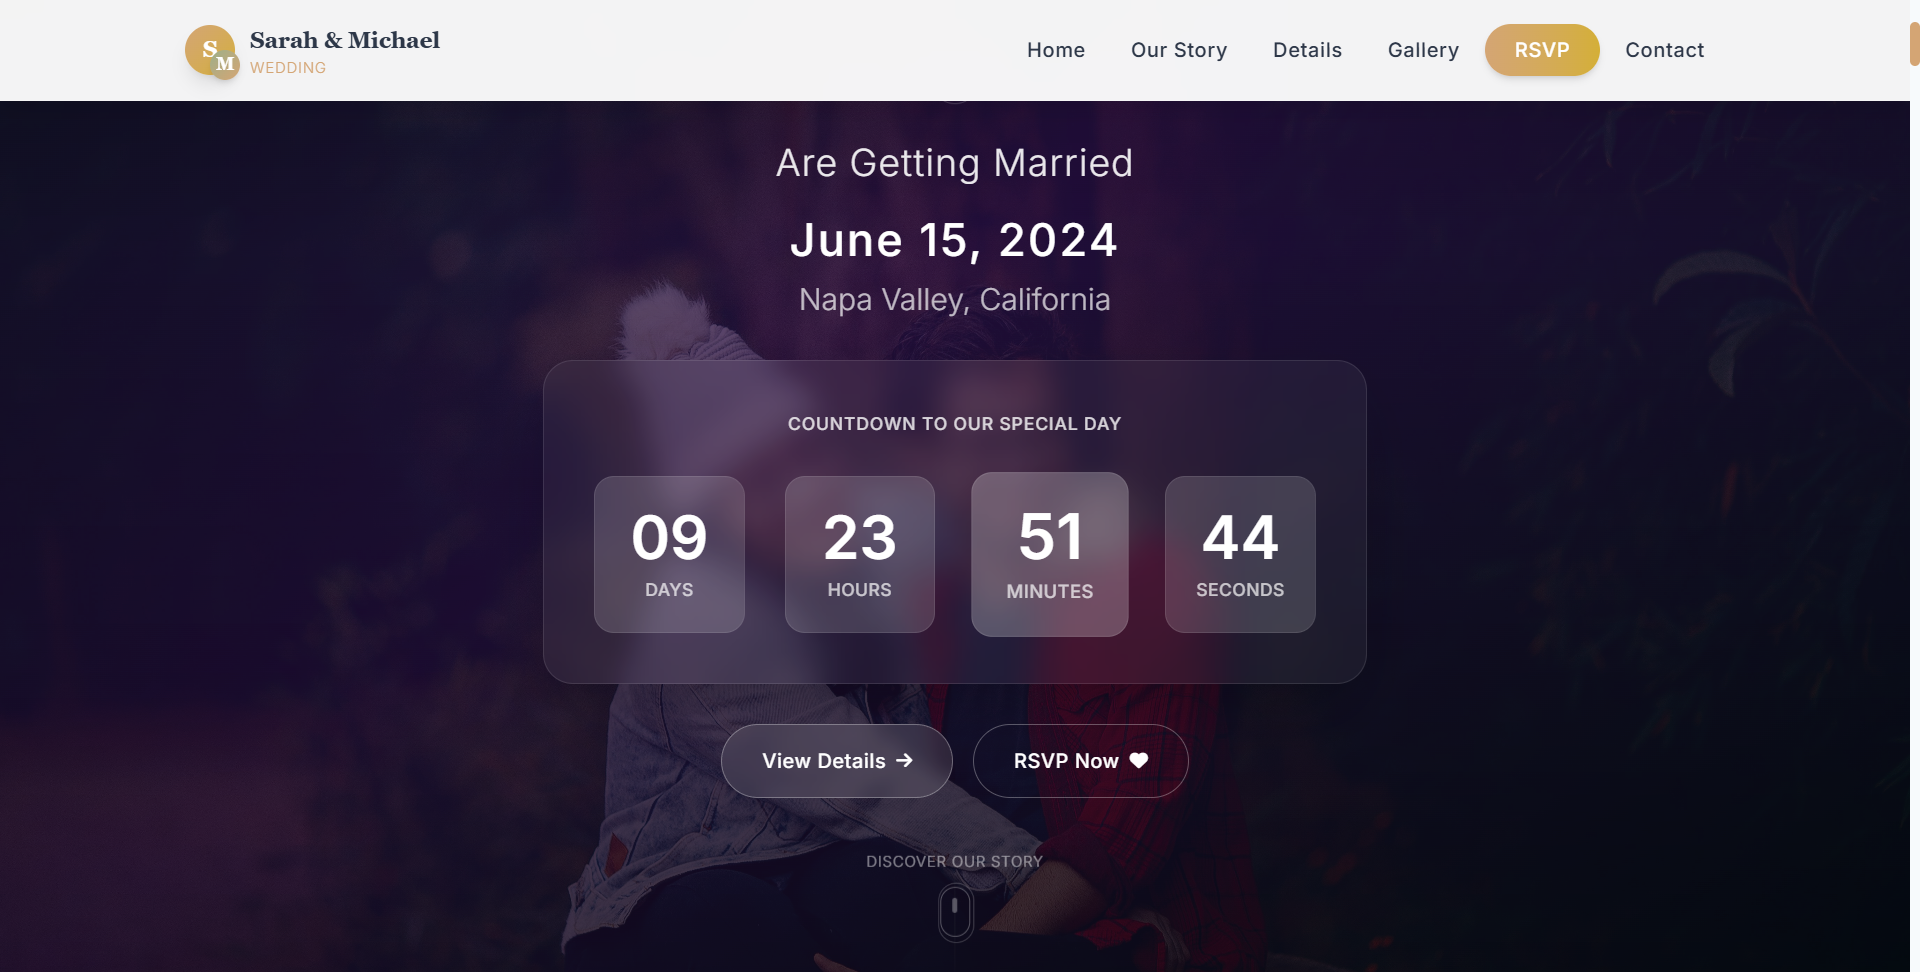 S
M
Sarah & Michael
WEDDING
Home Our Story Details Gallery RSVP Contact
Are Getting Married
June 15, 2024
Napa Valley, California
COUNTDOWN TO OUR SPECIAL DAY
09 23 51 44
DAYS HOURS MINUTES SECONDS
View Details RSVP Now
DISCOVER OUR STORY